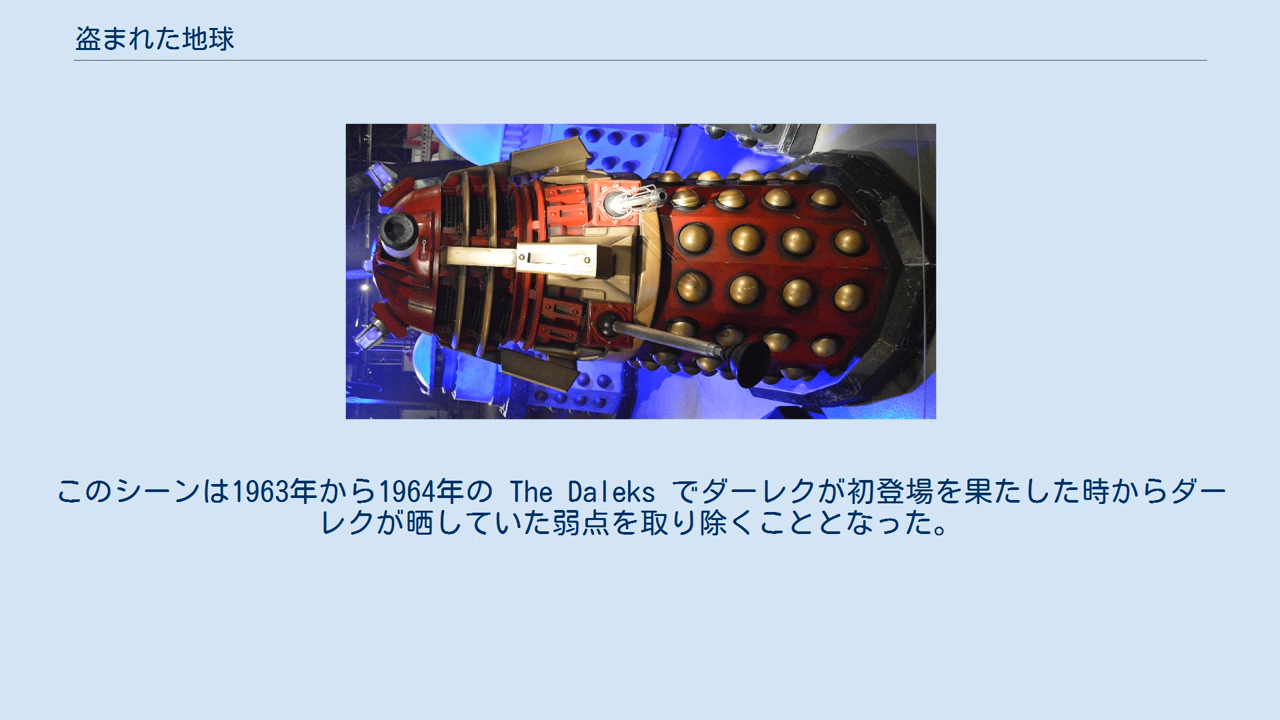 盗まれた地球
このシーンは1963年から1964年の The Daleks でダーレクが初登場を果たした時からダー
レクが晒していた弱点を取り除くこととなった。